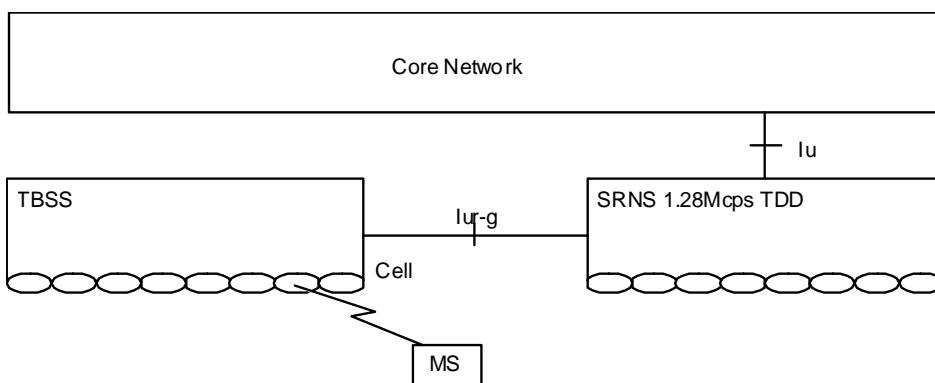 Core Network
Iu
TBSS
SRNS 1.28Mcps TDD
Iur-g
Cell
MS